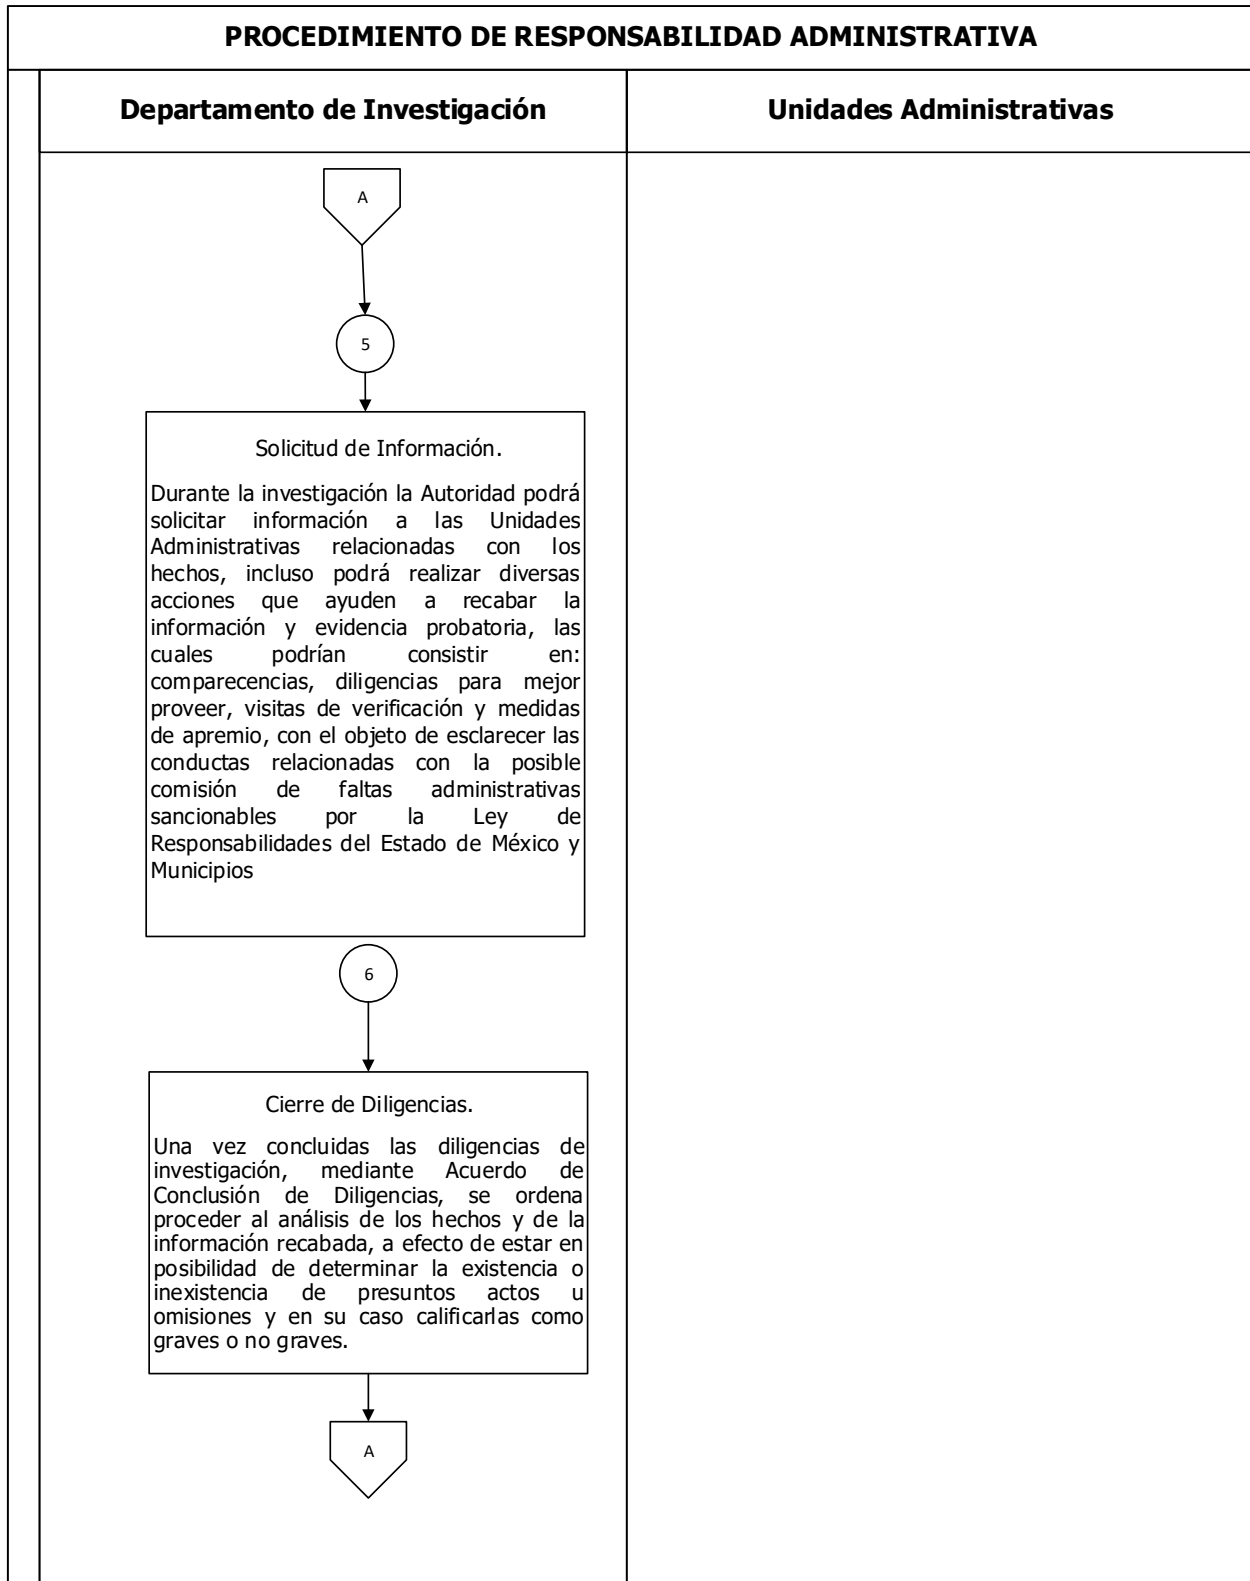 PROCEDIMIENTO DE RESPONSABILIDAD ADMINISTRATIVA
Departamento de Investigación
Unidades Administrativas
A
5
Solicitud de Información.
Durante la investigación la Autoridad podrá
solicitar información a las Unidades
Administrativas relacionadas con los
hechos, incluso podrá realizar diversas
acciones que ayuden a recabar la
información y evidencia probatoria, las
cuales podrían consistir en:
comparecencias, diligencias para mejor
proveer, visitas de verificación y medidas
de apremio, con el objeto de esclarecer las
conductas relacionadas con la posible
comisión de faltas administrativas
sancionables por la Ley de
Responsabilidades del Estado de México y
Municipios
6
Cierre de Diligencias.
Una vez concluidas las diligencias de
investigación, mediante Acuerdo de
Conclusión de Diligencias, se ordena
proceder al análisis de los hechos y de la
información recabada, a efecto de estar en
posibilidad de determinar la existencia o
inexistencia de presuntos actos u
omisiones y en su caso calificarlas como
graves o no graves.
A